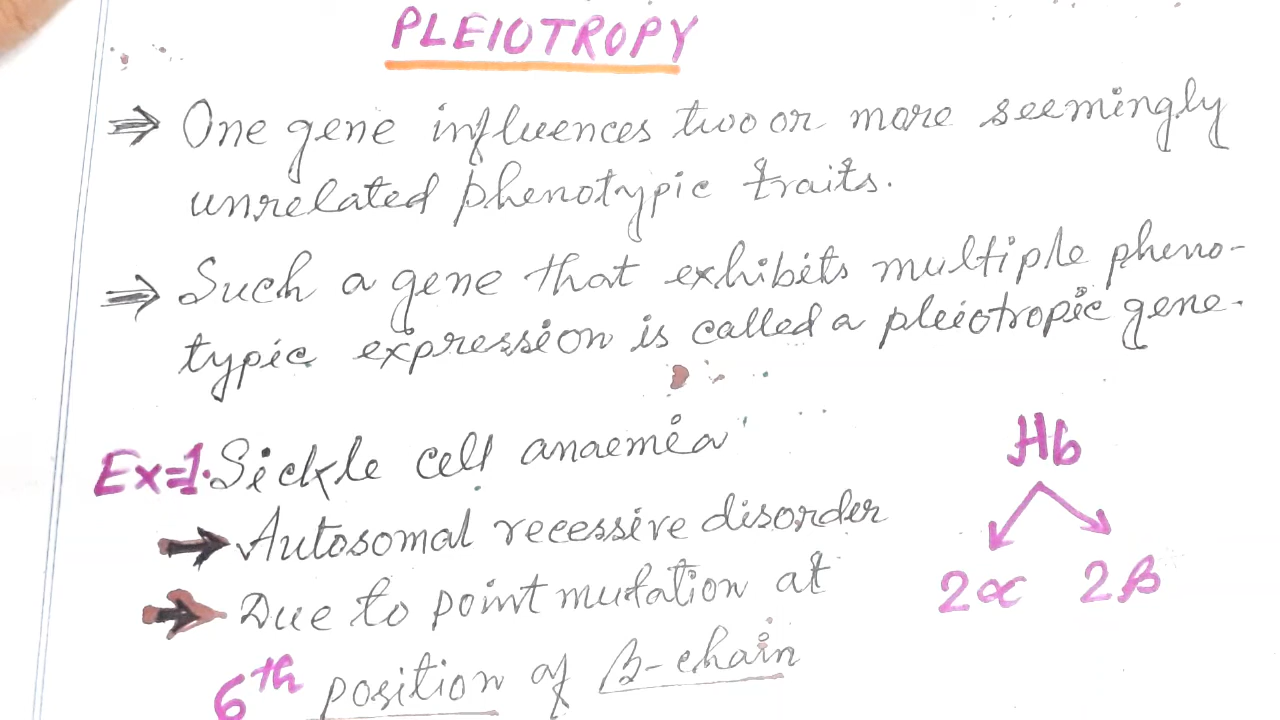 PLEIOTROPY
⇒ One gene influences two or more seemingly
unrelated phenotypic traits.
⇒ Such a gene that exhibits multiple pheno-
typic expression is called a pleiotropic gene.
Ex=1. Sickle cell anaemia
→ Autosomal recessive disorder
→ Due to point mutation at
6th position of β-chain
Hb
2α 2β